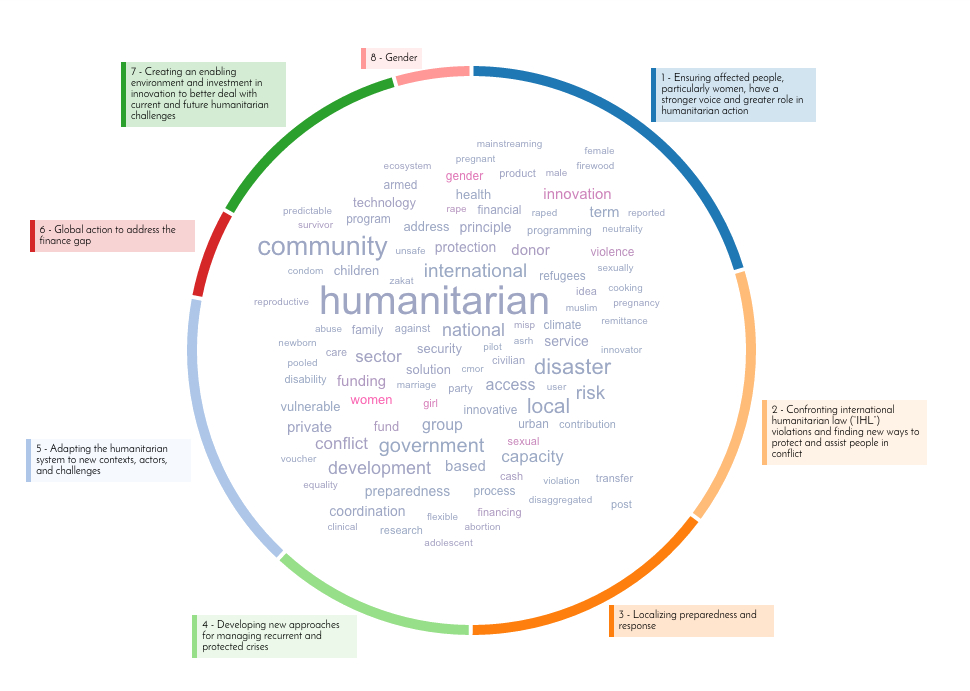 8 - Gender
7 - Creating an enabling
environment and investment in
innovation to better deal with
current and future humanitarian
challenges
1 - Ensuring affected people,
particularly women, have a
stronger voice and greater role in
humanitarian action
6 - Global action to address the
finance gap
2 - Confronting international
humanitarian law ("IHL")
violations and finding new ways to
protect and assist people in
conflict
5 - Adapting the humanitarian
system to new contexts, actors,
and challenges
3 - Localizing preparedness and
response
4 - Developing new approaches
for managing recurrent and
protected crises
mainstreaming
female
pregnant
ecosystem firewood
gender product male
armed
health innovation
technology
predictable rape financial raped term reported
program
survivor address principle programming neutrality
community unsafe protection donor violence
condom children international refugees sexually
zakat
idea cooking
reproductive humanitarian muslim pregnancy
remittance
abuse family against national misp climate
newborn pilot asrh service
care sector security innovator
pooled solution cmor civilian disaster
disability funding marriage party access user risk
vulnerable women girl innovative local
private fund group urban contribution
conflict government sexual
voucher development based capacity
cash violation transfer
equality preparedness process
disaggregated post
coordination flexible financing
clinical research abortion
adolescent